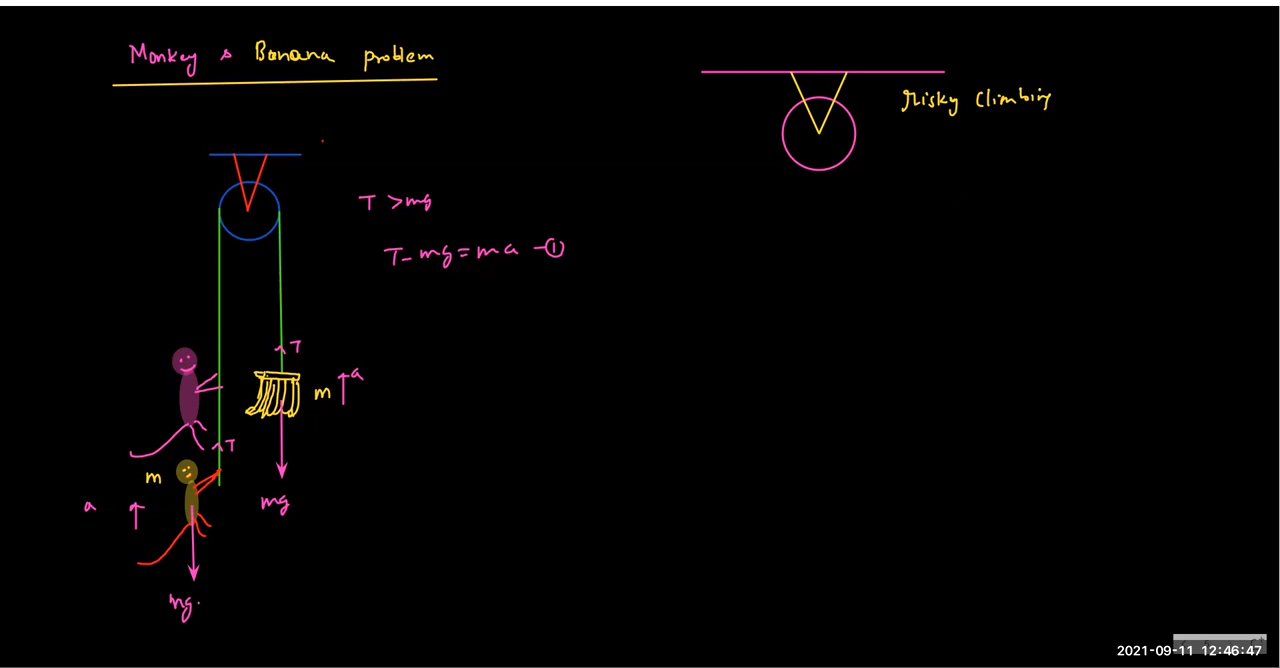 Monkey & Banana problem
Risky Climbing
T > mg
T - mg = ma -①
T
m
a
T
m
a
mg
mg.
2021-09-11 12:46:47